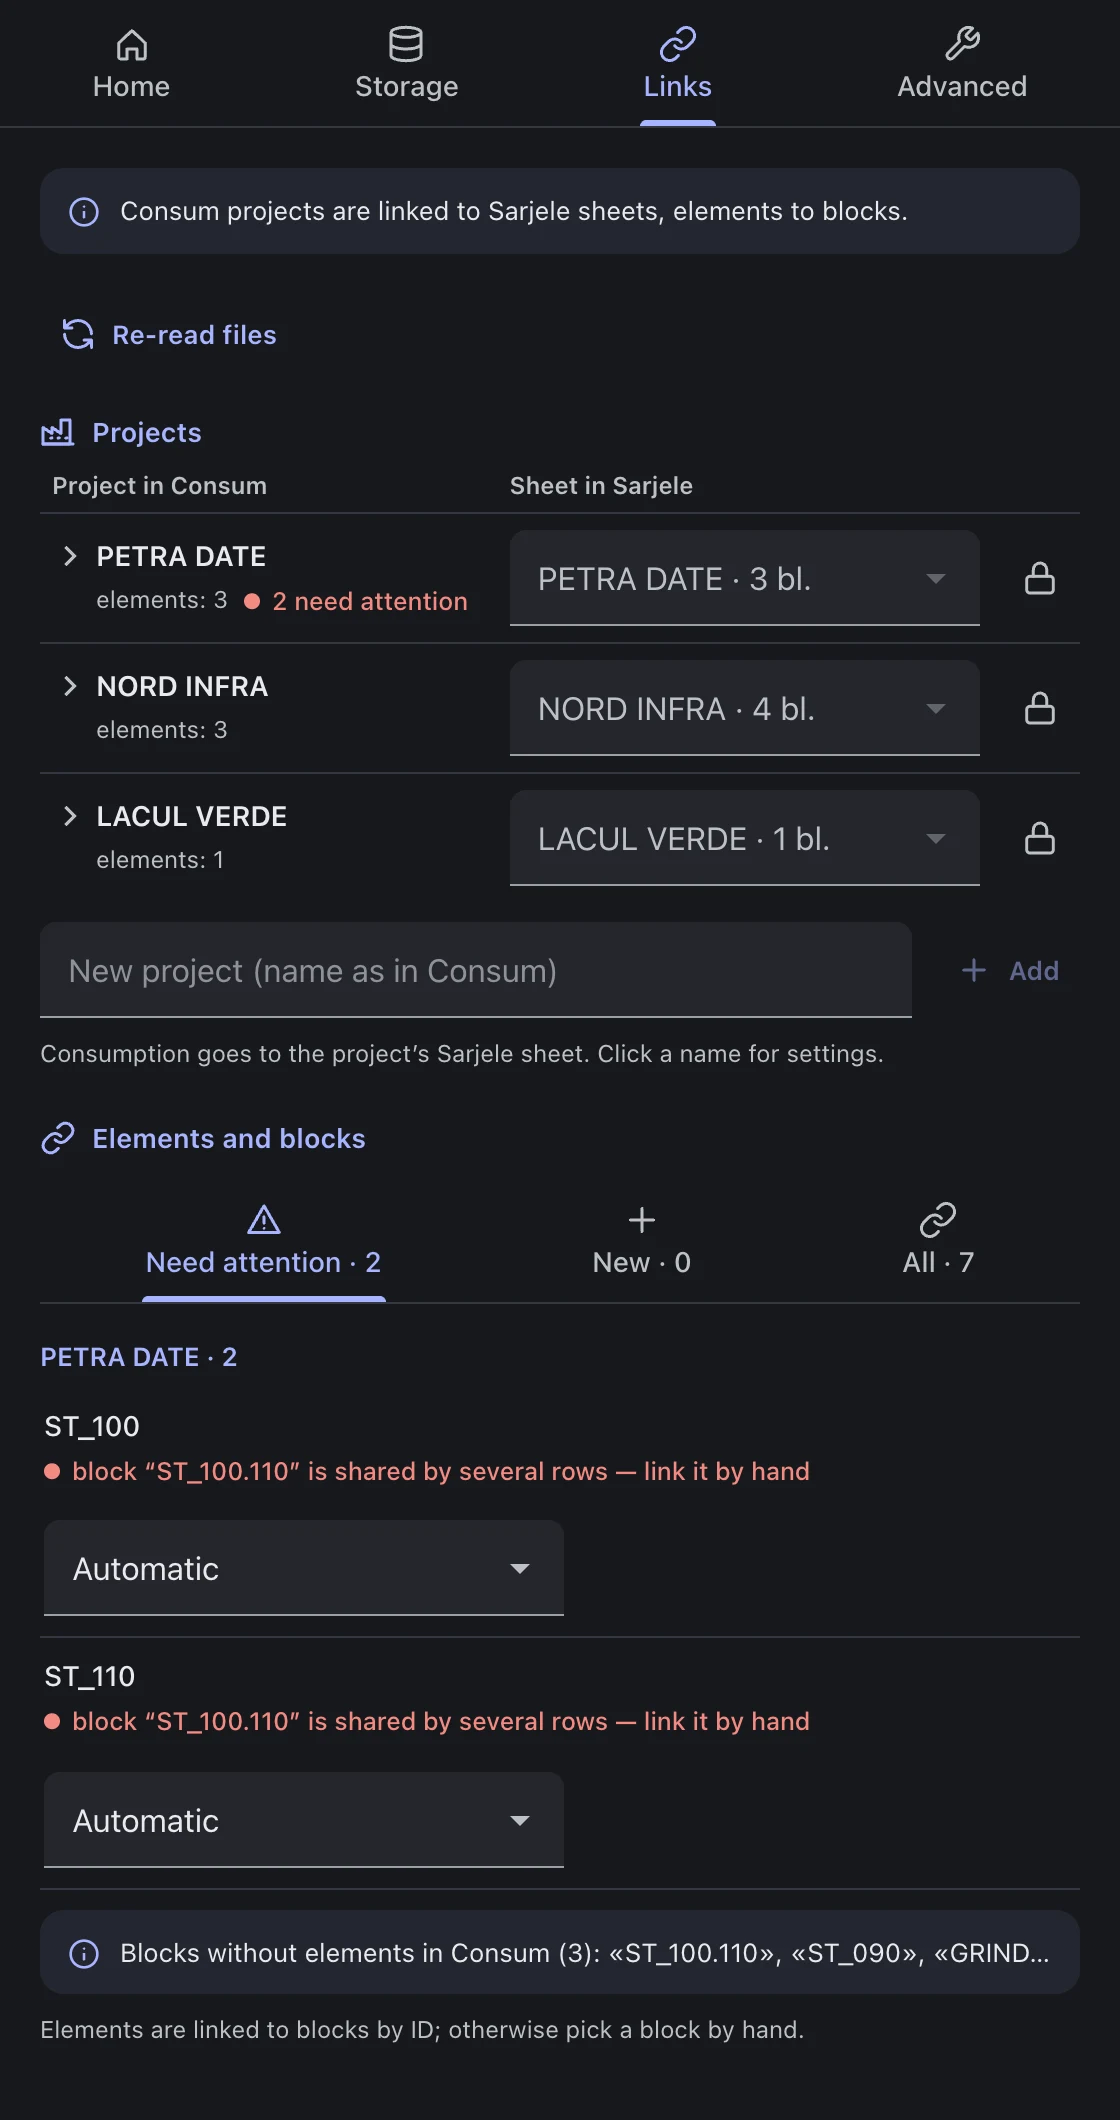 Home
Storage
Links
Advanced
Consum projects are linked to Sarjele sheets, elements to blocks.
Re-read files
Projects
Project in Consum
Sheet in Sarjele
PETRA DATE
elements: 3
2 need attention
PETRA DATE · 3 bl.
NORD INFRA
elements: 3
NORD INFRA · 4 bl.
LACUL VERDE
elements: 1
LACUL VERDE · 1 bl.
New project (name as in Consum)
Add
Consumption goes to the project’s Sarjele sheet. Click a name for settings.
Elements and blocks
Need attention · 2
New · 0
All · 7
PETRA DATE · 2
ST_100
block “ST_100.110” is shared by several rows — link it by hand
Automatic
ST_110
block “ST_100.110” is shared by several rows — link it by hand
Automatic
Blocks without elements in Consum (3): «ST_100.110», «ST_090», «GRIND...
Elements are linked to blocks by ID; otherwise pick a block by hand.